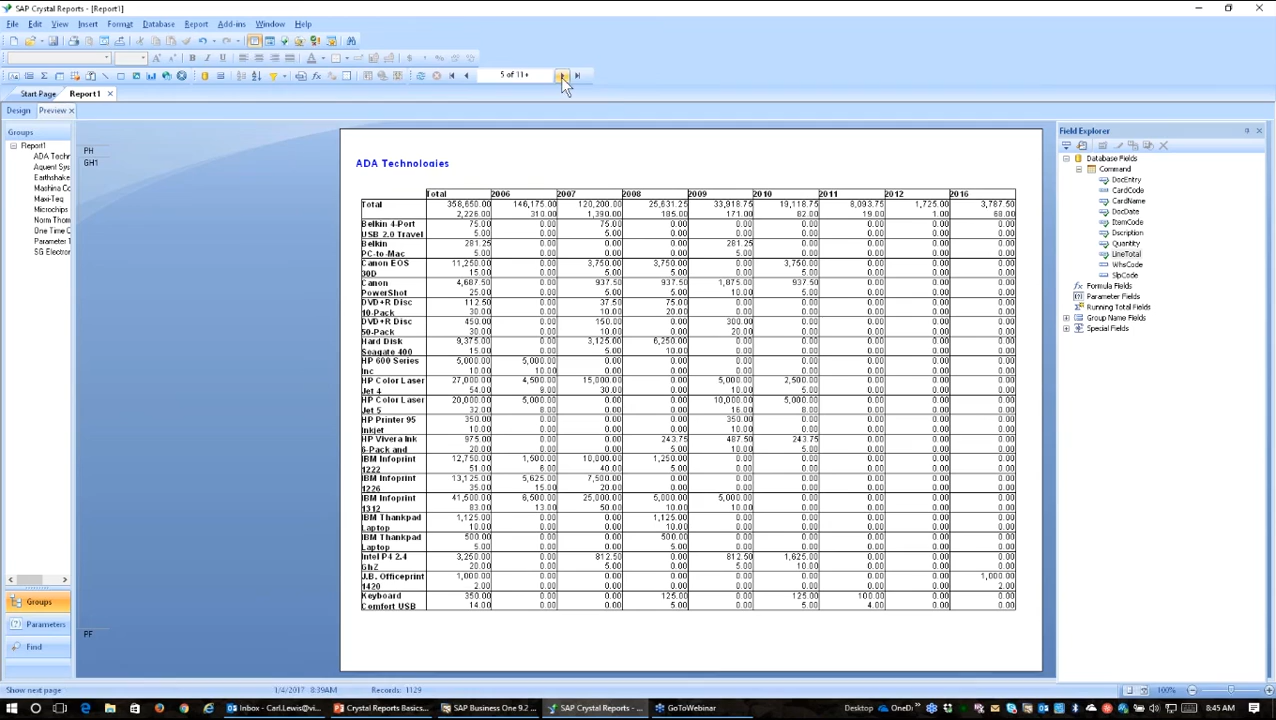 SAP Crystal Reports - [Report1]
File Edit View Insert Format Database Report Add-ins Window Help
5 of 11+
Start Page Report1
Design Preview
Groups
Report1
ADA Techn
Aquent Sys
Earthshake
Mashina Co
Maxi-Teq
Microchips
Norm Thom
One Time C
Parameter 1
SG Electron
Groups
Parameters
Find
PH
GH1
PF
ADA Technologies
Total 2006 2007 2008 2009 2010 2011 2012 2016
Total 358,650.00 146,175.00 120,200.00 25,631.25 33,918.75 19,118.75 8,093.75 1,725.00 3,787.50
2,226.00 310.00 1,390.00 185.00 171.00 82.00 19.00 1.00 68.00
Belkin 4-Port 75.00 0.00 75.00 0.00 0.00 0.00 0.00 0.00 0.00
USB 2.0 Travel 5.00 0.00 5.00 0.00 0.00 0.00 0.00 0.00 0.00
Belkin 281.25 0.00 0.00 0.00 281.25 0.00 0.00 0.00 0.00
PC-to-Mac 5.00 0.00 0.00 0.00 5.00 0.00 0.00 0.00 0.00
Canon EOS 11,250.00 0.00 3,750.00 3,750.00 0.00 3,750.00 0.00 0.00 0.00
30D 15.00 0.00 5.00 5.00 0.00 5.00 0.00 0.00 0.00
Canon 4,687.50 0.00 937.50 937.50 1,875.00 937.50 0.00 0.00 0.00
PowerShot 25.00 0.00 5.00 5.00 10.00 5.00 0.00 0.00 0.00
DVD+R Disc 112.50 0.00 37.50 75.00 0.00 0.00 0.00 0.00 0.00
10-Pack 30.00 0.00 10.00 20.00 0.00 0.00 0.00 0.00 0.00
DVD+R Disc 450.00 0.00 150.00 0.00 300.00 0.00 0.00 0.00 0.00
50-Pack 30.00 0.00 10.00 0.00 20.00 0.00 0.00 0.00 0.00
Hard Disk 9,375.00 0.00 3,125.00 6,250.00 0.00 0.00 0.00 0.00 0.00
Seagate 400 15.00 0.00 5.00 10.00 0.00 0.00 0.00 0.00 0.00
HP 600 Series 5,000.00 5,000.00 0.00 0.00 0.00 0.00 0.00 0.00 0.00
Inc 10.00 10.00 0.00 0.00 0.00 0.00 0.00 0.00 0.00
HP Color Laser 27,000.00 4,500.00 15,000.00 0.00 5,000.00 2,500.00 0.00 0.00 0.00
Jet 4 54.00 9.00 30.00 0.00 10.00 5.00 0.00 0.00 0.00
HP Color Laser 20,000.00 5,000.00 0.00 0.00 10,000.00 5,000.00 0.00 0.00 0.00
Jet 5 32.00 8.00 0.00 0.00 16.00 8.00 0.00 0.00 0.00
HP Printer 95 350.00 0.00 0.00 0.00 350.00 0.00 0.00 0.00 0.00
Inkjet 10.00 0.00 0.00 0.00 10.00 0.00 0.00 0.00 0.00
HP Vivera Ink 975.00 0.00 0.00 243.75 487.50 243.75 0.00 0.00 0.00
6-Pack and 20.00 0.00 0.00 5.00 10.00 5.00 0.00 0.00 0.00
IBM Infoprint 12,750.00 1,500.00 10,000.00 1,250.00 0.00 0.00 0.00 0.00 0.00
1222 51.00 6.00 40.00 5.00 0.00 0.00 0.00 0.00 0.00
IBM Infoprint 13,125.00 5,625.00 7,500.00 0.00 0.00 0.00 0.00 0.00 0.00
1226 35.00 15.00 20.00 0.00 0.00 0.00 0.00 0.00 0.00
IBM Infoprint 41,500.00 6,500.00 25,000.00 5,000.00 5,000.00 0.00 0.00 0.00 0.00
1312 83.00 13.00 50.00 10.00 10.00 0.00 0.00 0.00 0.00
IBM Thankpad 1,125.00 0.00 0.00 1,125.00 0.00 0.00 0.00 0.00 0.00
Laptop 10.00 0.00 0.00 10.00 0.00 0.00 0.00 0.00 0.00
IBM Thankpad 500.00 0.00 0.00 500.00 0.00 0.00 0.00 0.00 0.00
Laptop 5.00 0.00 0.00 5.00 0.00 0.00 0.00 0.00 0.00
Intel P4 2.4 3,250.00 0.00 812.50 0.00 812.50 1,625.00 0.00 0.00 0.00
GhZ 20.00 0.00 5.00 0.00 5.00 10.00 0.00 0.00 0.00
J.B. Officeprint 1,000.00 0.00 0.00 0.00 0.00 0.00 0.00 0.00 1,000.00
1420 2.00 0.00 0.00 0.00 0.00 0.00 0.00 0.00 2.00
Keyboard 350.00 0.00 0.00 125.00 0.00 125.00 100.00 0.00 0.00
Comfort USB 14.00 0.00 0.00 5.00 0.00 5.00 4.00 0.00 0.00
Field Explorer
Database Fields
Command
DocEntry
CardCode
CardName
DocDate
ItemCode
Dscription
Quantity
LineTotal
WhsCode
SlpCode
Formula Fields
Parameter Fields
Running Total Fields
Group Name Fields
Special Fields
Show next page 1/4/2017 8:39AM Records: 1129 100%
Inbox - Carl.Lewis@vi... Crystal Reports Basics... SAP Business One 9.2 ... SAP Crystal Reports - ... GoToWebinar Desktop OneDi 8:45 AM